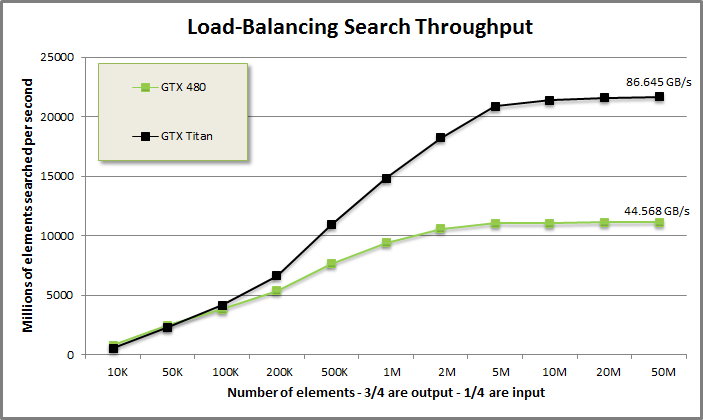 Load-Balancing Search Throughput
25000
20000
15000
10000
5000
0
Millions of elements searched per second
GTX 480
GTX Titan
86.645 GB/s
44.568 GB/s
10K 50K 100K 200K 500K 1M 2M 5M 10M 20M 50M
Number of elements - 3/4 are output - 1/4 are input